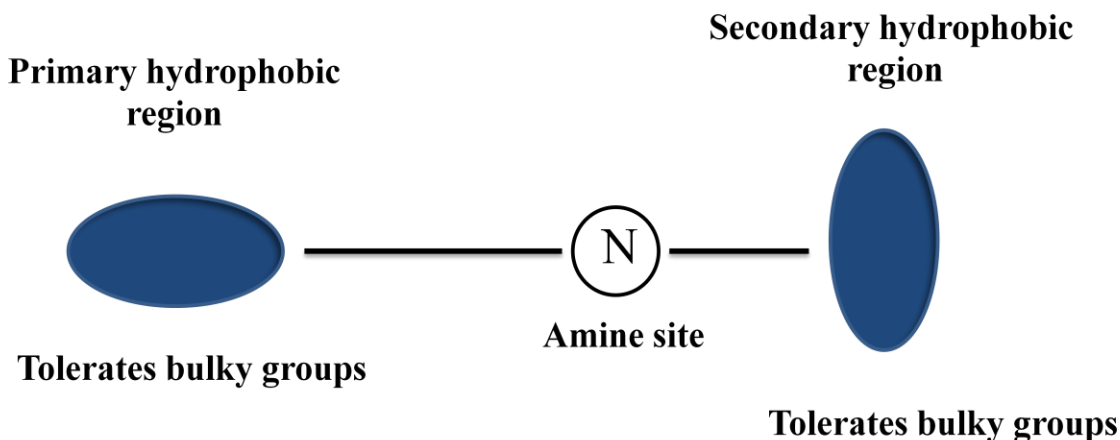 Primary hydrophobic
region
Secondary hydrophobic
region
N
Amine site
Tolerates bulky groups
Tolerates bulky groups